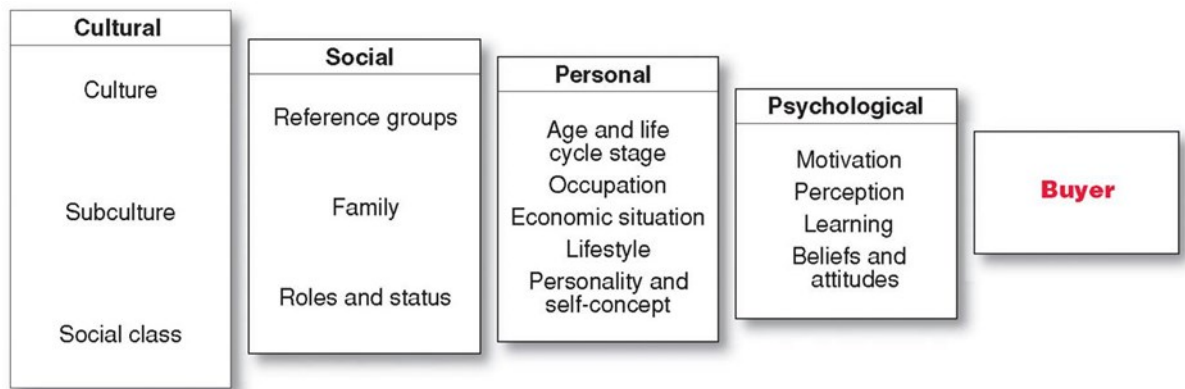 Cultural
Culture
Subculture
Social class
Social
Reference groups
Family
Roles and status
Personal
Age and life
cycle stage
Occupation
Economic situation
Lifestyle
Personality and
self-concept
Psychological
Motivation
Perception
Learning
Beliefs and
attitudes
Buyer